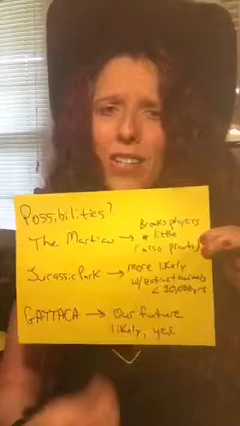 Possibilities?
The Martian → Breaks physics
a little
(also plants)
Jurassic Park → more likely
w/extinct animals
< 10,000 yrs
GATTACA → Our future
likely, yes